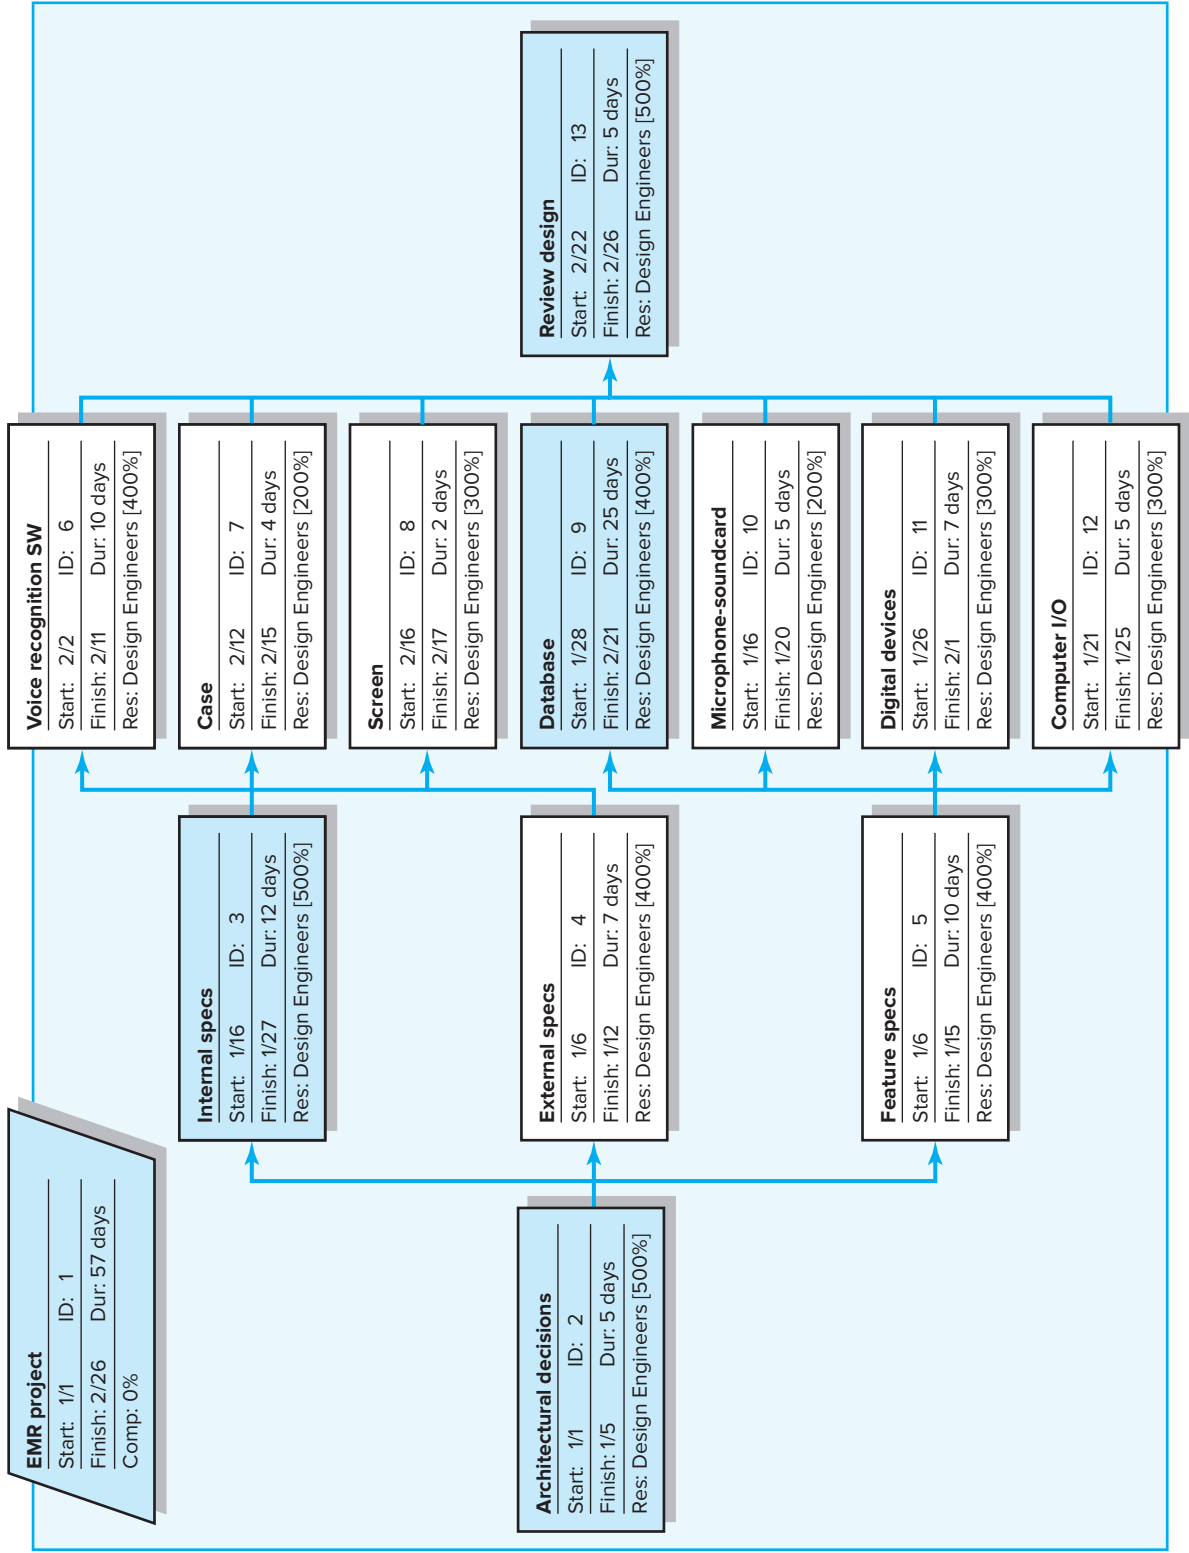 EMR project
Start: 1/1 ID: 1
Finish: 2/26 Dur: 57 days
Comp: 0%
Architectural decisions
Start: 1/1 ID: 2
Finish: 1/5 Dur: 5 days
Res: Design Engineers [500%]
Internal specs
Start: 1/16 ID: 3
Finish: 1/27 Dur: 12 days
Res: Design Engineers [500%]
External specs
Start: 1/6 ID: 4
Finish: 1/12 Dur: 7 days
Res: Design Engineers [400%]
Feature specs
Start: 1/6 ID: 5
Finish: 1/15 Dur: 10 days
Res: Design Engineers [400%]
Voice recognition SW
Start: 2/2 ID: 6
Finish: 2/11 Dur: 10 days
Res: Design Engineers [400%]
Case
Start: 2/12 ID: 7
Finish: 2/15 Dur: 4 days
Res: Design Engineers [200%]
Screen
Start: 2/16 ID: 8
Finish: 2/17 Dur: 2 days
Res: Design Engineers [300%]
Database
Start: 1/28 ID: 9
Finish: 2/21 Dur: 25 days
Res: Design Engineers [400%]
Microphone-soundcard
Start: 1/16 ID: 10
Finish: 1/20 Dur: 5 days
Res: Design Engineers [200%]
Digital devices
Start: 1/26 ID: 11
Finish: 2/1 Dur: 7 days
Res: Design Engineers [300%]
Computer I/O
Start: 1/21 ID: 12
Finish: 1/25 Dur: 5 days
Res: Design Engineers [300%]
Review design
Start: 2/22 ID: 13
Finish: 2/26 Dur: 5 days
Res: Design Engineers [500%]